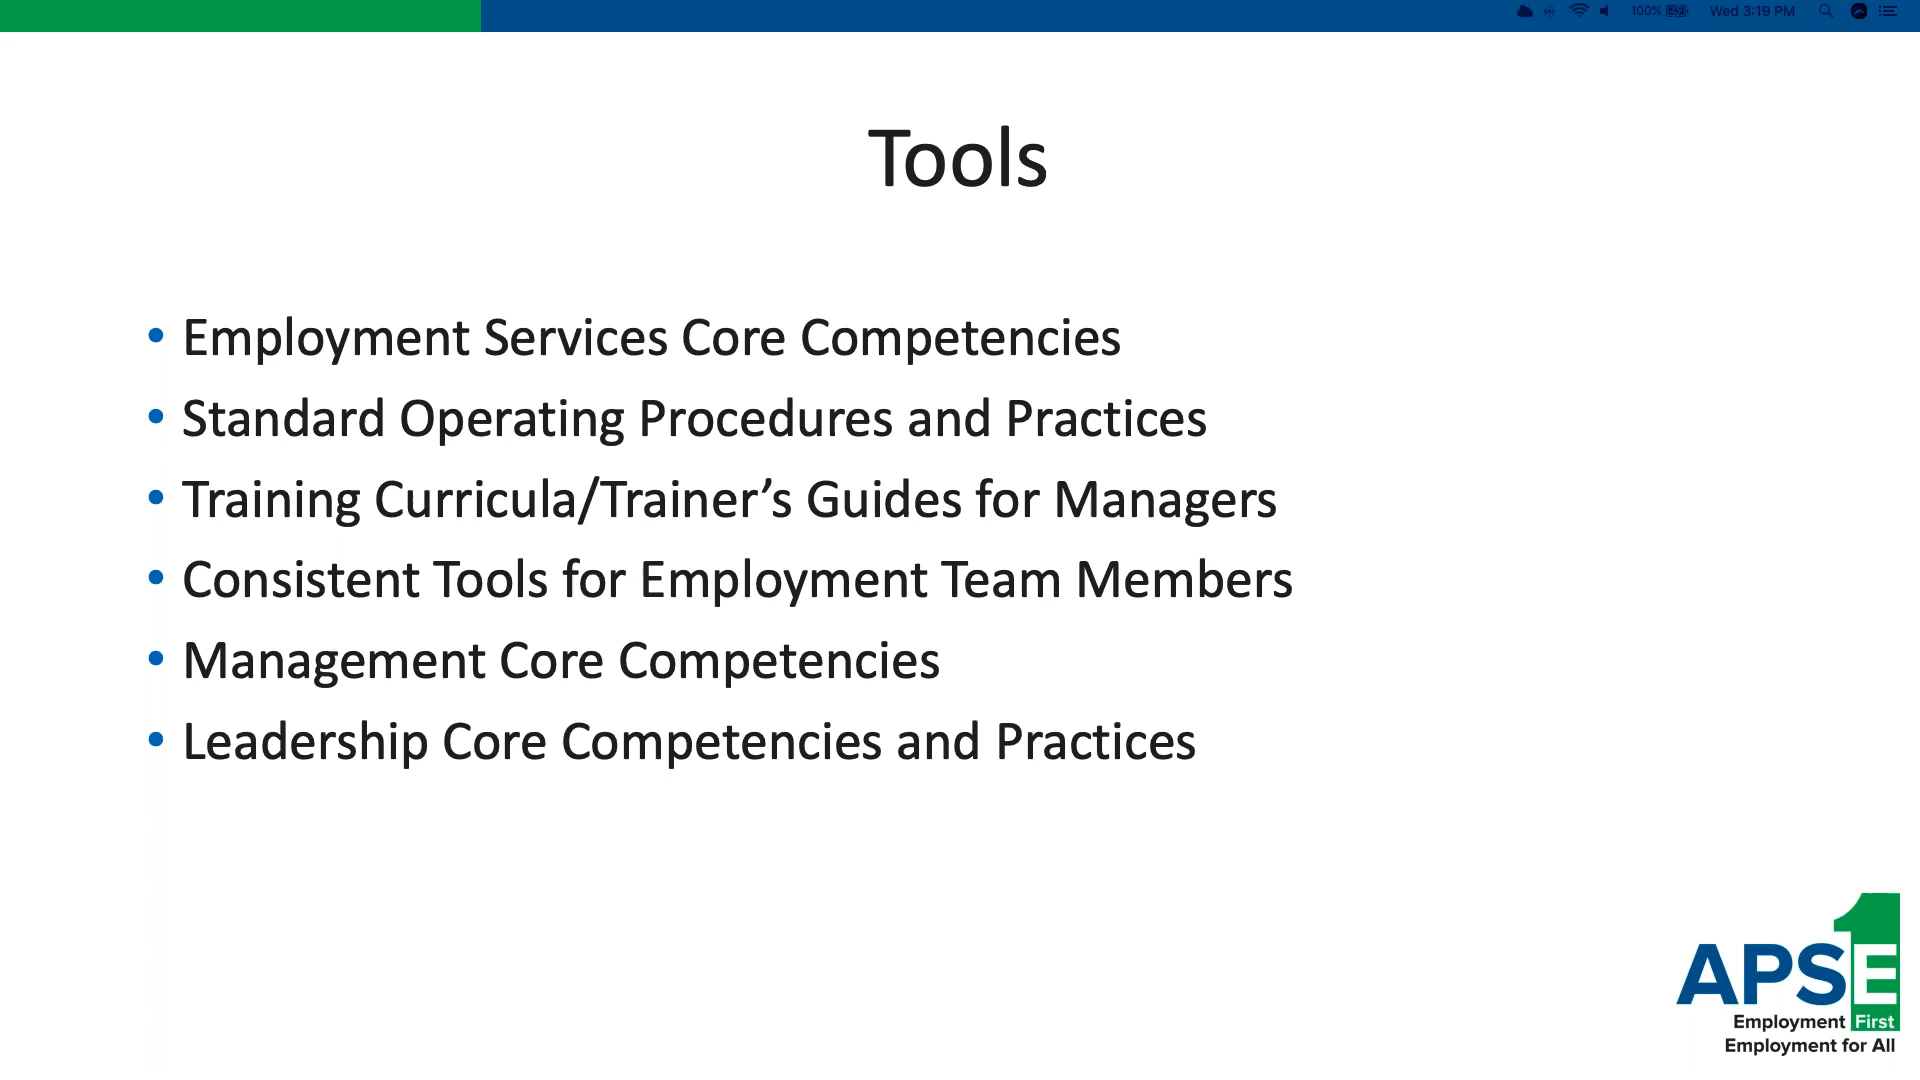 100% Wed 3:19 PM
Tools
• Employment Services Core Competencies
• Standard Operating Procedures and Practices
• Training Curricula/Trainer’s Guides for Managers
• Consistent Tools for Employment Team Members
• Management Core Competencies
• Leadership Core Competencies and Practices
APSE
Employment First
Employment for All